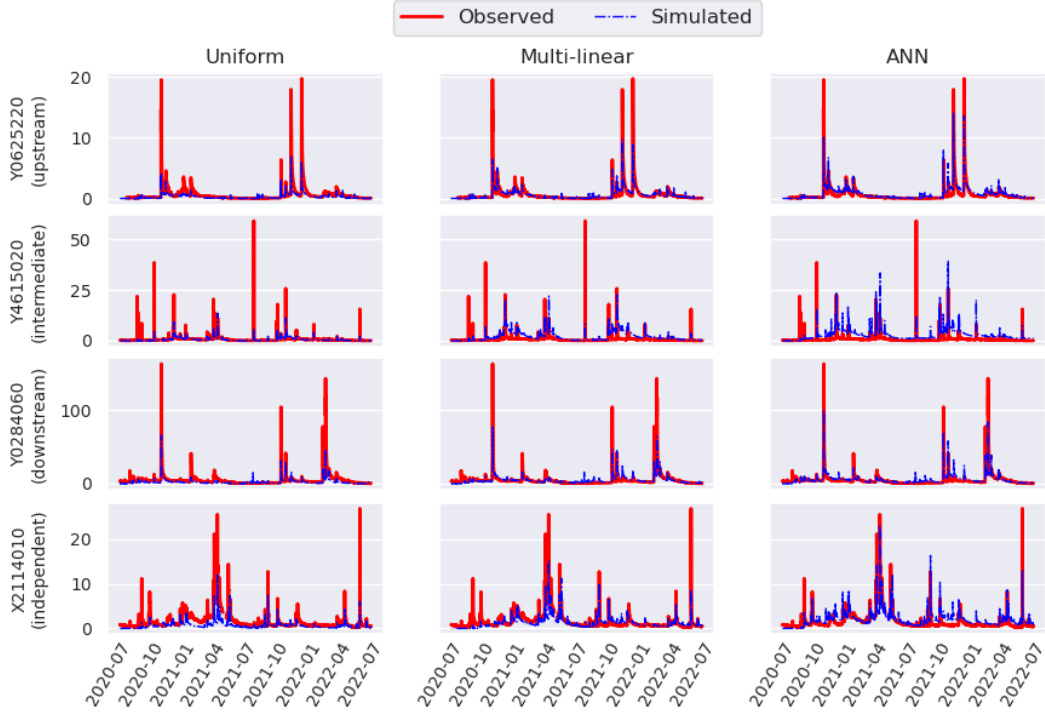 Observed Simulated
Uniform Multi-linear ANN
Y0625220
(upstream)
20
10
0
Y4615020
(intermediate)
50
25
0
Y0284060
(downstream)
100
0
X2114010
(independent)
20
10
0
2020-07 2020-10 2021-01 2021-04 2021-07 2021-10 2022-01 2022-04 2022-07
2020-07 2020-10 2021-01 2021-04 2021-07 2021-10 2022-01 2022-04 2022-07
2020-07 2020-10 2021-01 2021-04 2021-07 2021-10 2022-01 2022-04 2022-07